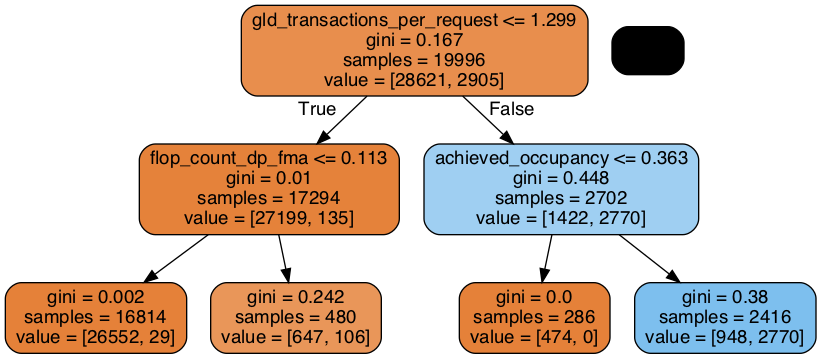 gld_transactions_per_request <= 1.299
gini = 0.167
samples = 19996
value = [28621, 2905]
True
False
flop_count_dp_fma <= 0.113
gini = 0.01
samples = 17294
value = [27199, 135]
achieved_occupancy <= 0.363
gini = 0.448
samples = 2702
value = [1422, 2770]
gini = 0.002
samples = 16814
value = [26552, 29]
gini = 0.242
samples = 480
value = [647, 106]
gini = 0.0
samples = 286
value = [474, 0]
gini = 0.38
samples = 2416
value = [948, 2770]